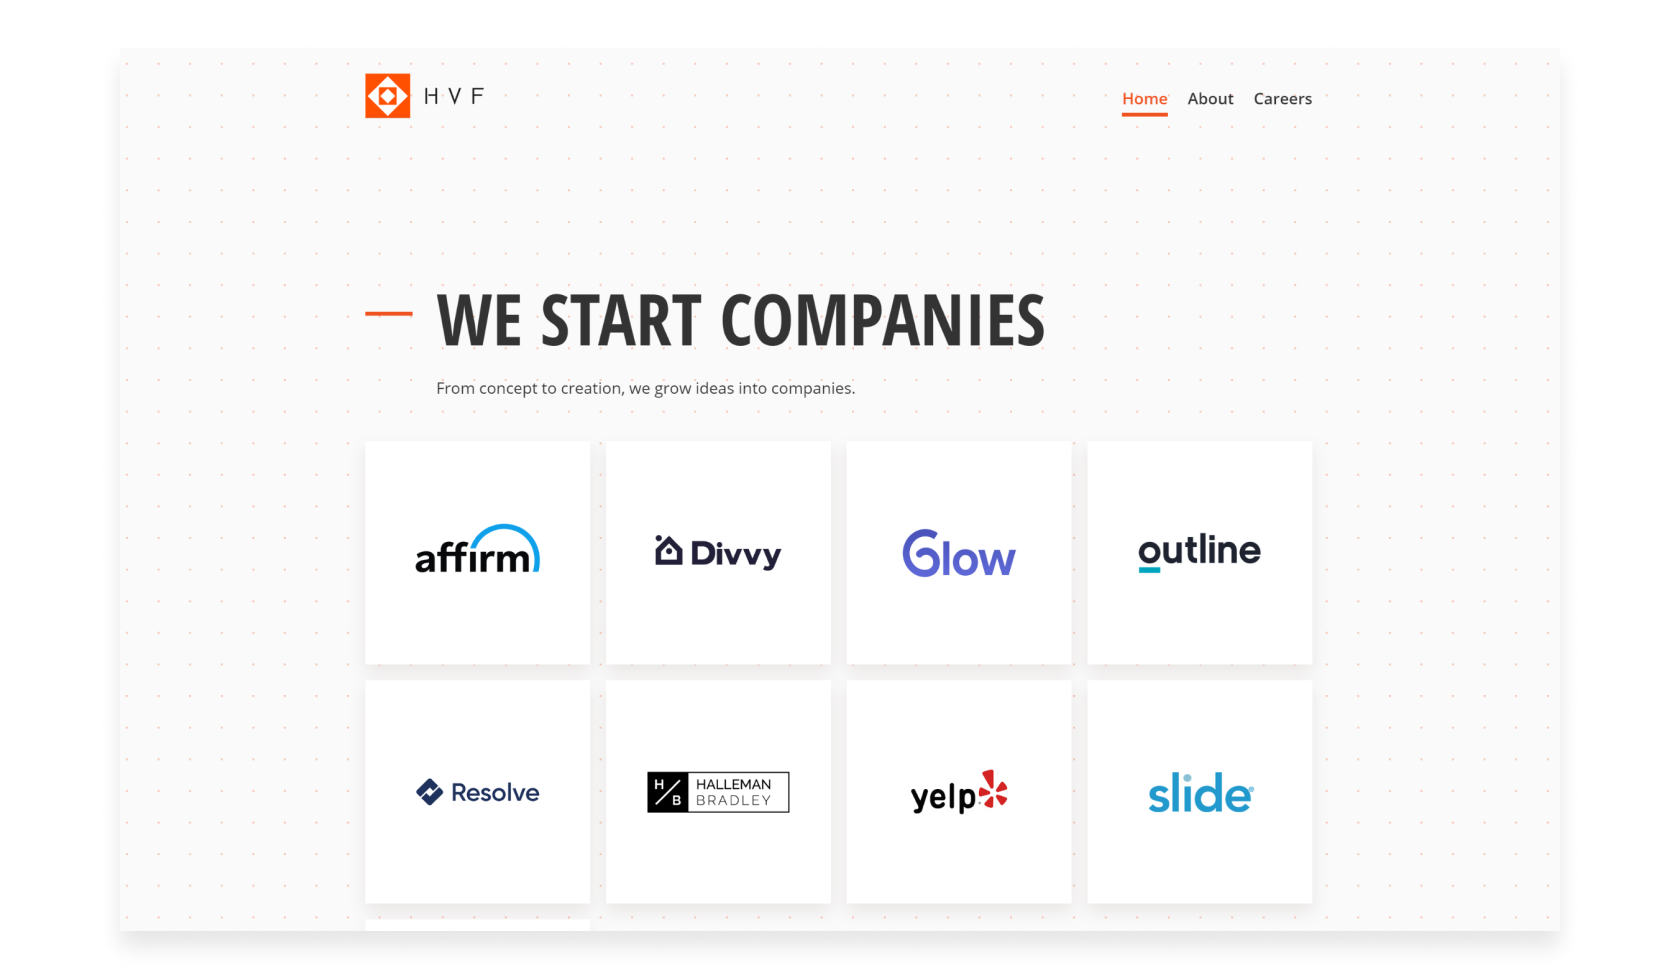 HVF
Home About Careers
WE START COMPANIES
From concept to creation, we grow ideas into companies.
affirm
Divvy
Glow
outline
Resolve
H/B HALLEMAN
BRADLEY
yelp
slide®